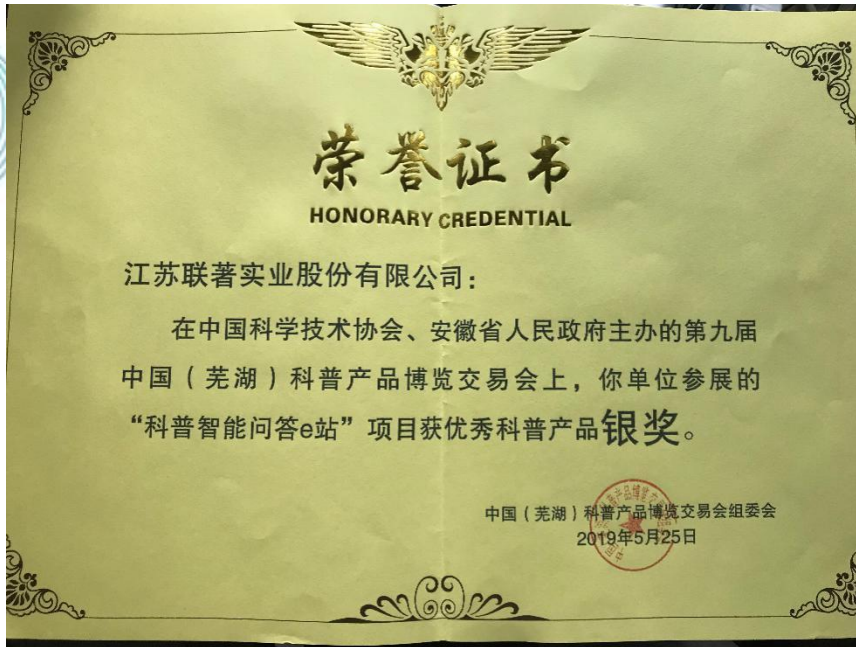 荣誉证书
HONORARY CREDENTIAL
江苏联著实业股份有限公司：
在中国科学技术协会、安徽省人民政府主办的第九届
中国（芜湖）科普产品博览交易会上，你单位参展的
“科普智能问答e站”项目获优秀科普产品银奖。
中国（芜湖）科普产品博览交易会组委会
2019年5月25日